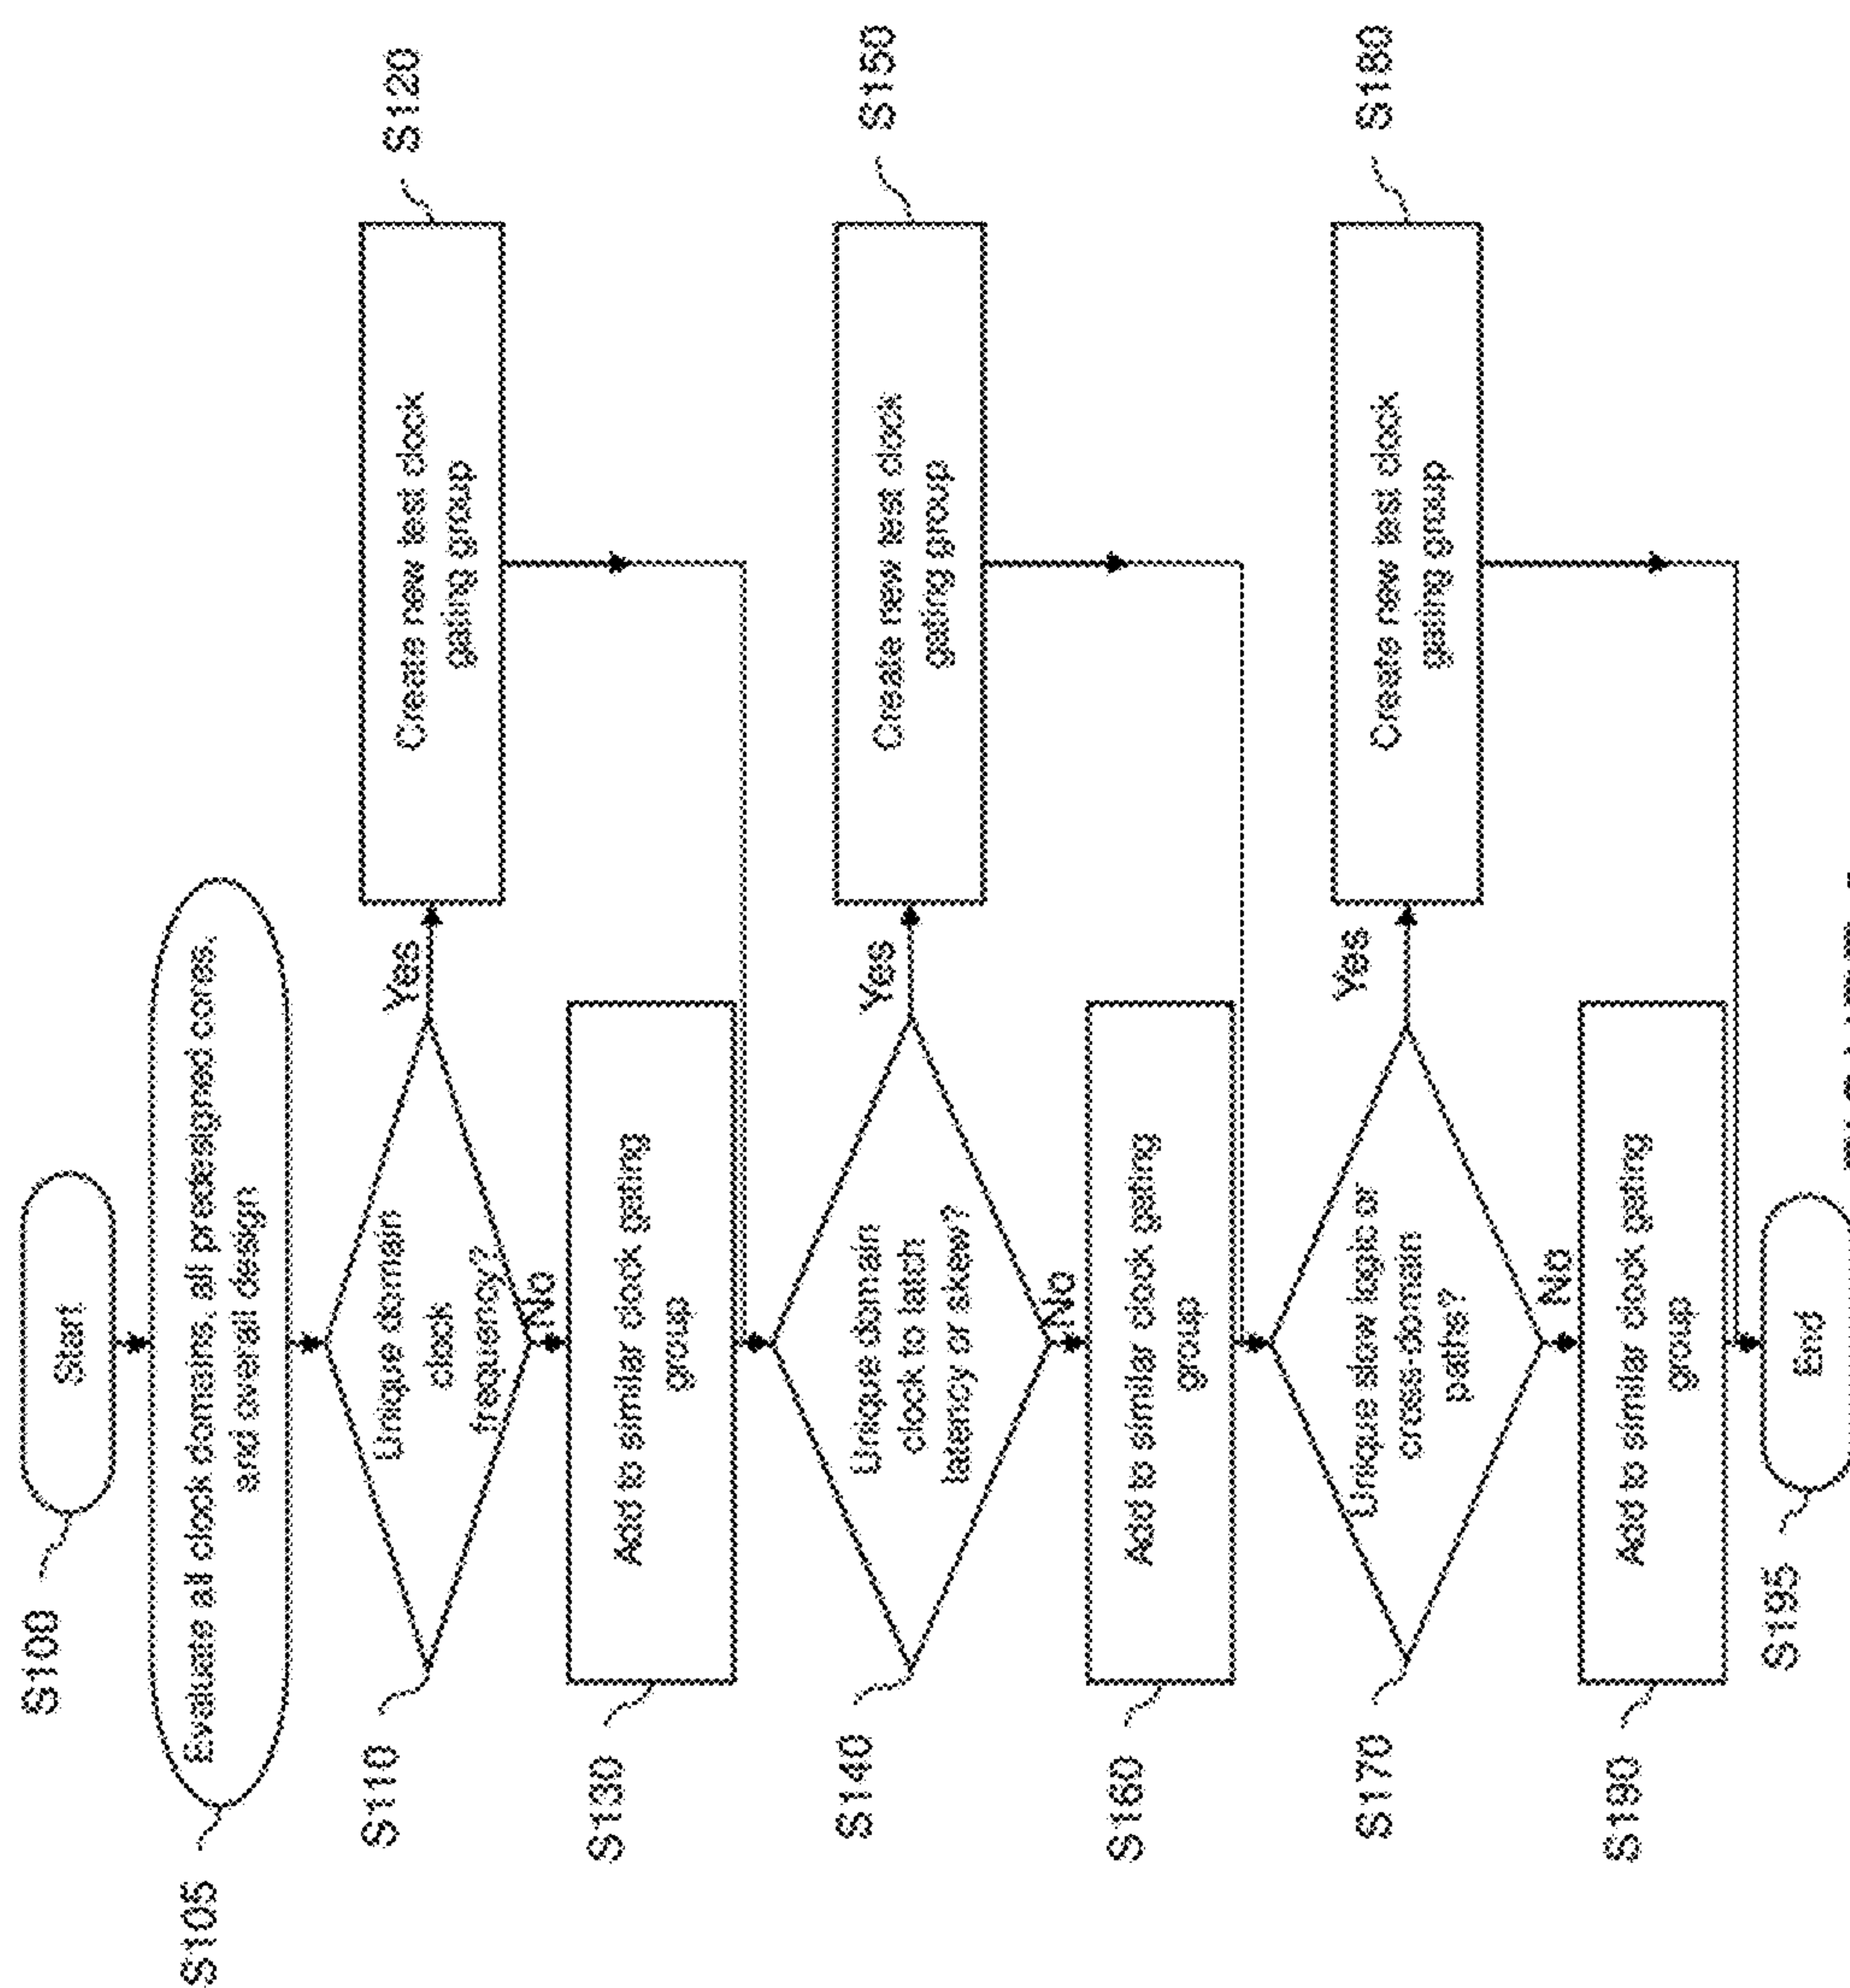 S100
Start
S105
Evaluate all clock domains, all predesigned cores,
and overall design
S110
Unique domain
clock
frequency?
Yes
Create new test clock
gating group
S120
No
S130
Add to similar clock gating
group
S140
Unique domain
clock to latch
latency or skew?
Yes
Create new test clock
gating group
S150
No
S160
Add to similar clock gating
group
S170
Unique slow logic or
cross-domain
paths?
Yes
Create new test clock
gating group
S180
No
S190
Add to similar clock gating
group
S195
End